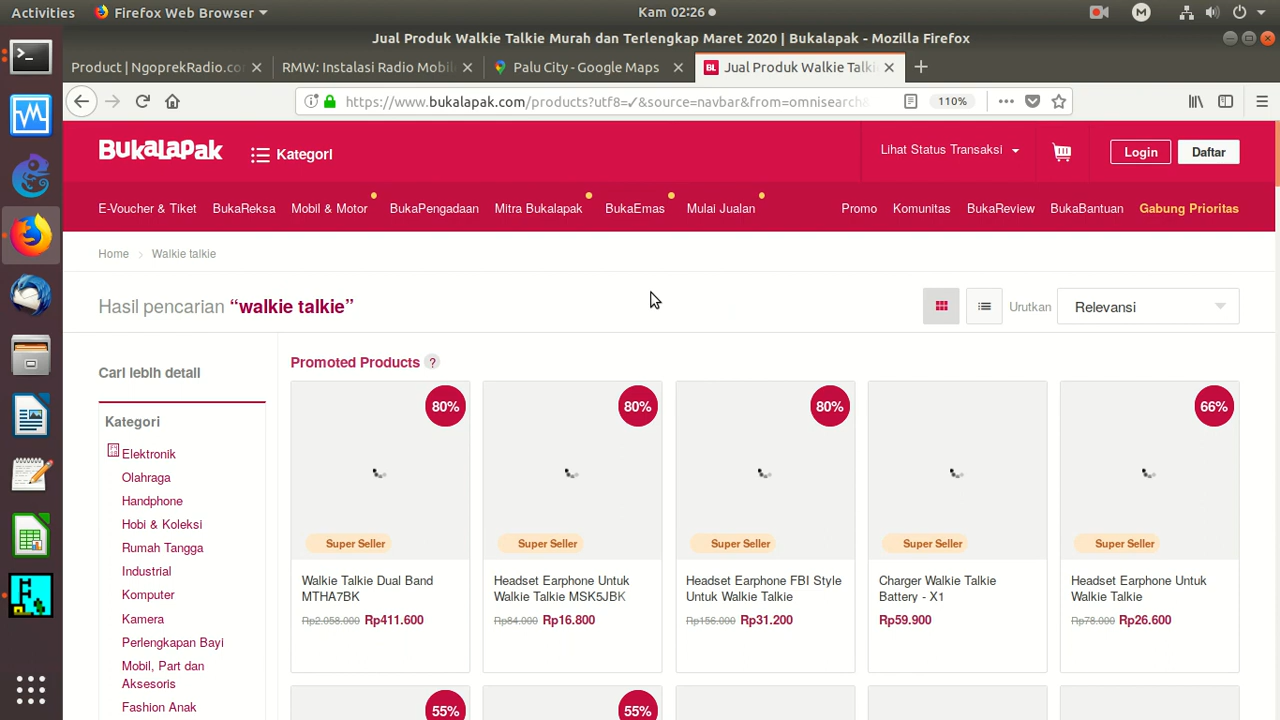 Activities
Firefox Web Browser
Kam 02:26
M
Jual Produk Walkie Talkie Murah dan Terlengkap Maret 2020 | Bukalapak - Mozilla Firefox
Product | NgoprekRadio.co
RMW: Instalasi Radio Mobil
Palu City - Google Maps
BL
Jual Produk Walkie Talki
https://www.bukalapak.com/products?utf8=✓&source=navbar&from=omnisearch&
110%
BukaLapak
Kategori
Lihat Status Transaksi
Login
Daftar
E-Voucher & Tiket
BukaReksa
Mobil & Motor
BukaPengadaan
Mitra Bukalapak
BukaEmas
Mulai Jualan
Promo
Komunitas
BukaReview
BukaBantuan
Gabung Prioritas
Home
Walkie talkie
Hasil pencarian “walkie talkie”
Urutkan
Relevansi
Cari lebih detail
Kategori
Elektronik
Olahraga
Handphone
Hobi & Koleksi
Rumah Tangga
Industrial
Komputer
Kamera
Perlengkapan Bayi
Mobil, Part dan
Aksesoris
Fashion Anak
Promoted Products ?
80%
Super Seller
Walkie Talkie Dual Band
MTHA7BK
Rp2.058.000 Rp411.600
80%
Super Seller
Headset Earphone Untuk
Walkie Talkie MSK5JBK
Rp84.000 Rp16.800
80%
Super Seller
Headset Earphone FBI Style
Untuk Walkie Talkie
Rp156.000 Rp31.200
Super Seller
Charger Walkie Talkie
Battery - X1
Rp59.900
66%
Super Seller
Headset Earphone Untuk
Walkie Talkie
Rp78.000 Rp26.600
55%
55%